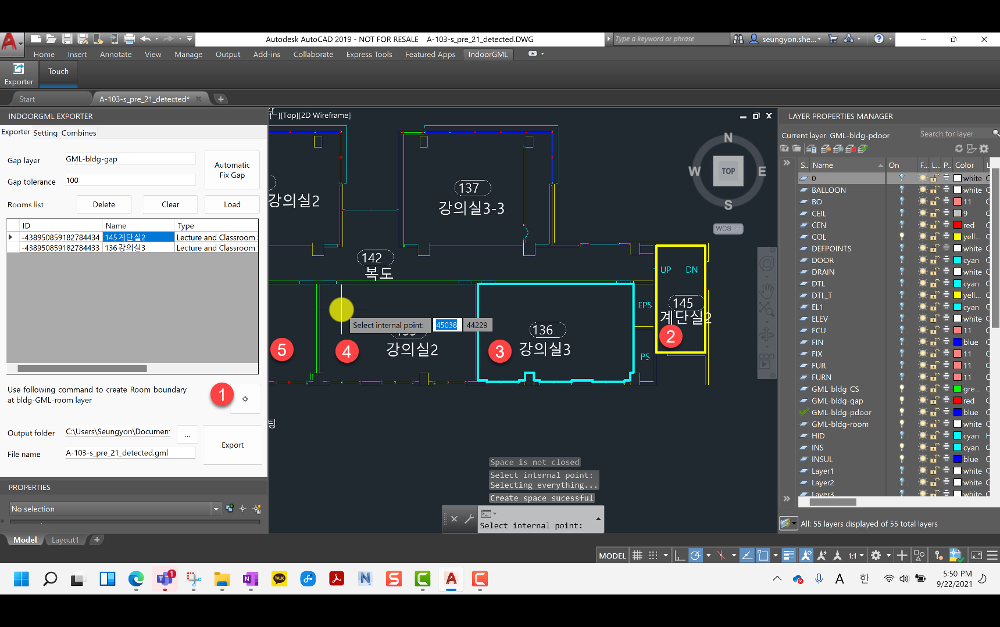 Autodesk AutoCAD 2019 - NOT FOR RESALE A-103-s_pre_21_detected.DWG
Type a keyword or phrase
seungyon.she...
Home Insert Annotate View Manage Output Add-ins Collaborate Express Tools Featured Apps IndoorGML
Exporter
Touch
Start
A-103-s_pre_21_detected*
INDOORGML EXPORTER
Exporter Setting Combines
Gap layer
GML-bldg-gap
Automatic
Fix Gap
Gap tolerance
100
Rooms list
Delete
Clear
Load
ID Name Type
-438950859182784434 145계단실2 Lecture and Classroom
-438950859182784433 136강의실3 Lecture and Classroom
Use following command to create Room boundary
at bldg-GML-room layer
1
Output folder
C:\Users\Seungyon\Documen
...
File name
A-103-s_pre_21_detected.gml
Export
PROPERTIES
No selection
Model
Layout1
][Top][2D Wireframe]
N
W
TOP
E
S
WCS
강의실2
137
강의실3-3
142
복도
UP DN
EPS
145
계단실2
2
Select internal point:
45038
44229
136
강의실3
3
강의실2
4
5
PS
팅
Space is not closed
Select internal point:
Selecting everything...
Create space sucessful
Select internal point:
LAYER PROPERTIES MANAGER
Current layer: GML-bldg-pdoor
Search for layer
S.. Name On F... L... P.. Color L
0 white C
BALLOON white C
BO 11 C
CEIL 9 C
CEN red C
COL yell... C
DEFPOINTS white C
DOOR cyan C
DRAIN white C
DTL cyan C
DTL_T yell... C
EL1 cyan C
ELEV white C
FCU 11 C
FIN blue C
FIX 11 C
FUR 11 C
FURN 11 C
GML bldg CS gre... C
GML-bldg-gap red C
GML-bldg-pdoor blue C
GML-bldg-room white C
HID cyan H
INS cyan C
INSUL blue C
Layer1 white C
Layer2 white C
Layer3 white C
All: 55 layers displayed of 55 total layers
MODEL
1:1
1
TALK
A
한
5:50 PM
9/22/2021